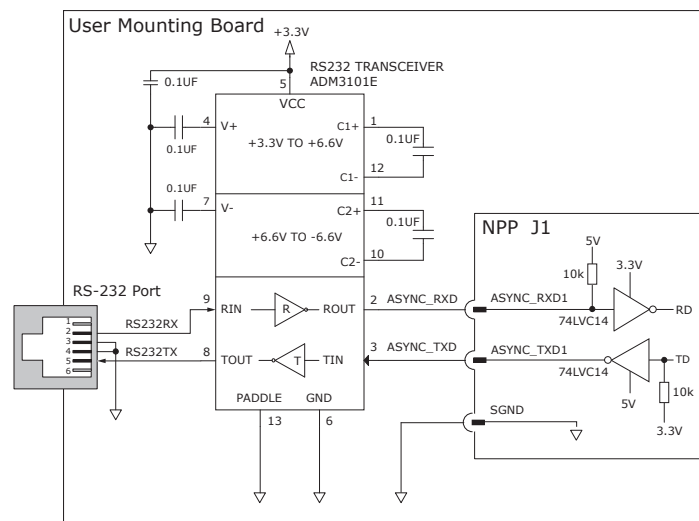 User Mounting Board
+3.3V
RS232 TRANSCEIVER
ADM3101E
0.1UF
5
VCC
4
V+
C1+
1
+3.3V TO +6.6V
0.1UF
0.1UF
C1-
12
0.1UF
7
V-
C2+
11
+6.6V TO -6.6V
0.1UF
C2-
10
NPP J1
5V
10k
3.3V
RS-232 Port
9
RIN
R
ROUT
2
ASYNC_RXD
ASYNC_RXD1
74LVC14
RD
1
2
3
4
5
6
RS232RX
RS232TX
8
TOUT
T
TIN
3
ASYNC_TXD
ASYNC_TXD1
74LVC14
TD
5V
10k
3.3V
PADDLE
GND
13
6
SGND